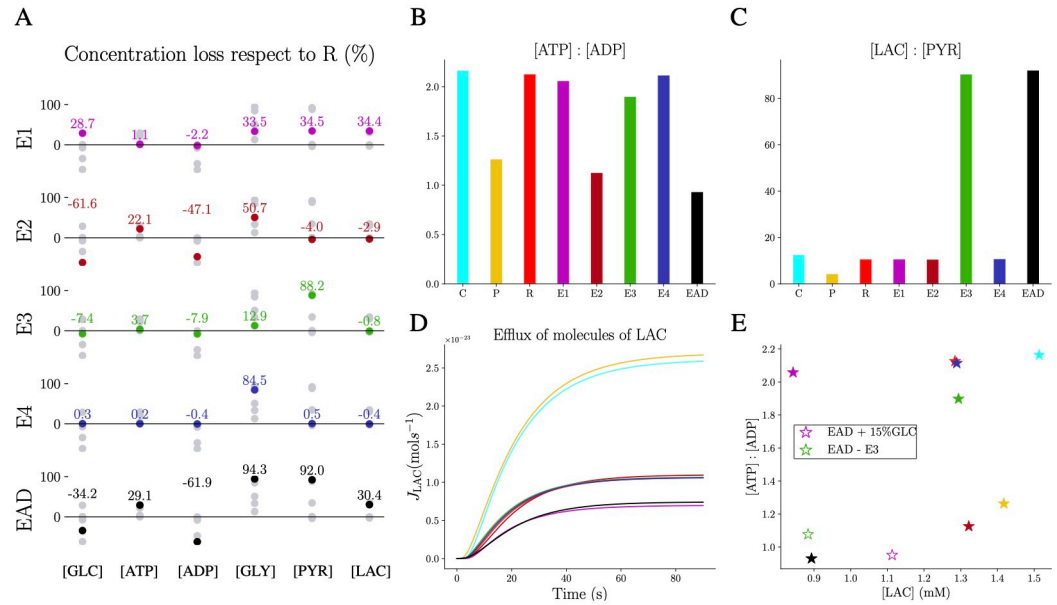 A
Concentration loss respect to R (%)
100
28.7
1.1
-2.2
33.5
34.5
34.4
0
E1
100
-61.6
22.1
-47.1
50.7
-4.0
-2.9
0
E2
100
-7.4
3.7
-7.9
12.9
88.2
-0.8
0
E3
100
0.3
0.2
-0.4
84.5
0.5
-0.4
0
E4
100
-34.2
29.1
-61.9
94.3
92.0
30.4
0
EAD
[GLC] [ATP] [ADP] [GLY] [PYR] [LAC]
B
[ATP] : [ADP]
2.0
1.5
1.0
0.5
0.0
C P R E1 E2 E3 E4 EAD
C
[LAC] : [PYR]
80
60
40
20
0
C P R E1 E2 E3 E4 EAD
D
Efflux of molecules of LAC
×10⁻²³
2.5
2.0
1.5
1.0
0.5
0.0
J_LAC (mols⁻¹)
0 20 40 60 80
Time (s)
E
2.2
2.0
1.8
1.6
1.4
1.2
1.0
[ATP] : [ADP]
EAD + 15%GLC
EAD - E3
0.9 1.0 1.1 1.2 1.3 1.4 1.5
[LAC] (mM)